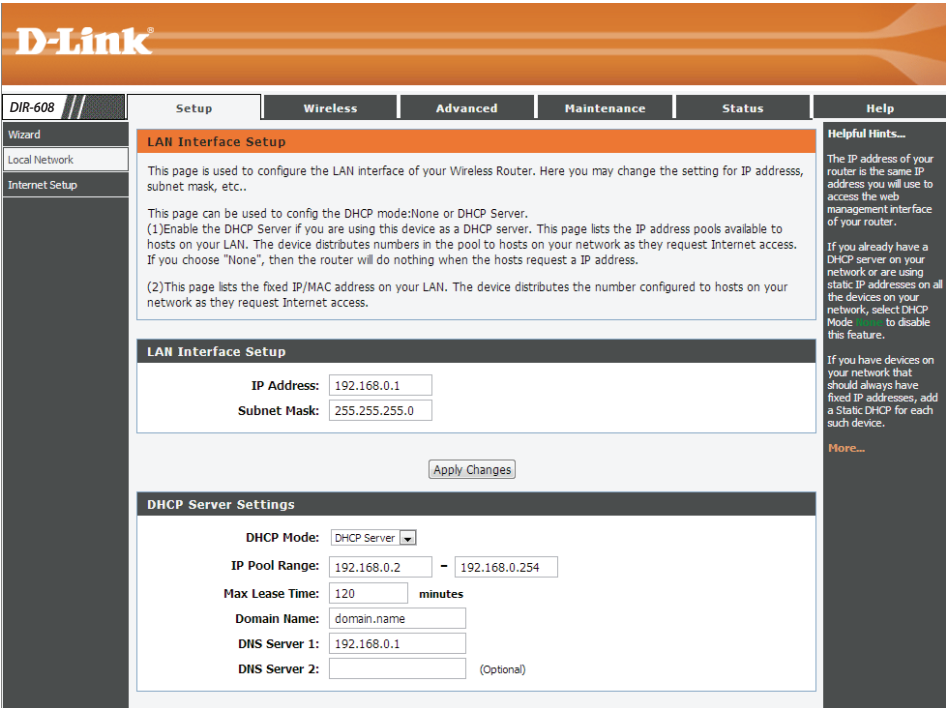 D-Link®
DIR-608
Setup
Wireless
Advanced
Maintenance
Status
Help
Wizard
Local Network
Internet Setup
LAN Interface Setup
This page is used to configure the LAN interface of your Wireless Router. Here you may change the setting for IP addresss,
subnet mask, etc..
This page can be used to config the DHCP mode:None or DHCP Server.
(1)Enable the DHCP Server if you are using this device as a DHCP server. This page lists the IP address pools available to
hosts on your LAN. The device distributes numbers in the pool to hosts on your network as they request Internet access.
If you choose "None", then the router will do nothing when the hosts request a IP address.
(2)This page lists the fixed IP/MAC address on your LAN. The device distributes the number configured to hosts on your
network as they request Internet access.
LAN Interface Setup
IP Address: 192.168.0.1
Subnet Mask: 255.255.255.0
Apply Changes
DHCP Server Settings
DHCP Mode: DHCP Server
IP Pool Range: 192.168.0.2 - 192.168.0.254
Max Lease Time: 120 minutes
Domain Name: domain.name
DNS Server 1: 192.168.0.1
DNS Server 2: (Optional)
Helpful Hints...
The IP address of your
router is the same IP
address you will use to
access the web
management interface
of your router.
If you already have a
DHCP server on your
network or are using
static IP addresses on all
the devices on your
network, select DHCP
Mode None to disable
this feature.
If you have devices on
your network that
should always have
fixed IP addresses, add
a Static DHCP for each
such device.
More...